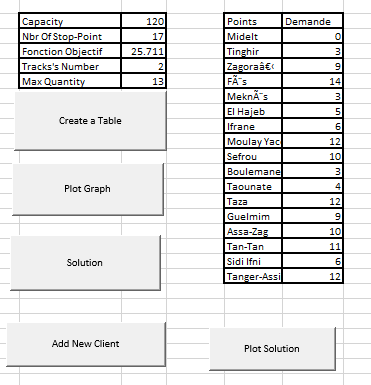 Capacity 120
Nbr Of Stop-Point 17
Fonction Objectif 25.711
Tracks's Number 2
Max Quantity 13
Create a Table
Plot Graph
Solution
Add New Client
Points Demande
Midelt 0
Tinghir 3
Zagoraâ€‹ 9
FÃ¨s 14
MeknÃ¨s 3
El Hajeb 5
Ifrane 6
Moulay Yac 12
Sefrou 10
Boulemane 3
Taounate 4
Taza 12
Guelmim 9
Assa-Zag 10
Tan-Tan 11
Sidi Ifni 6
Tanger-Assi 12
Plot Solution